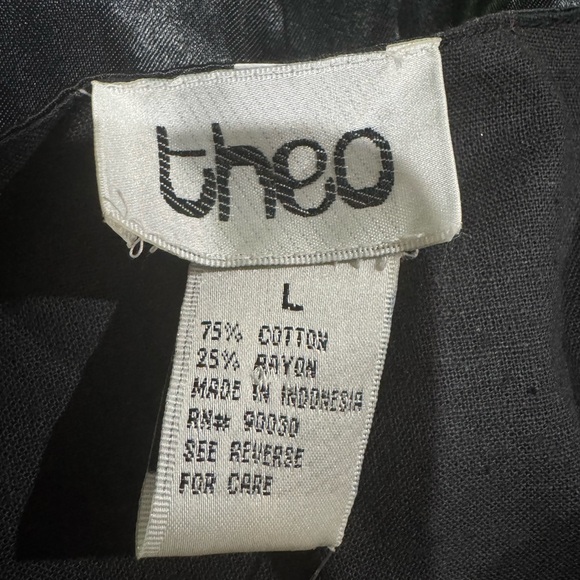 theo
L
75% COTTON
25% RAYON
MADE IN INDONESIA
RN# 90030
SEE REVERSE
FOR CARE